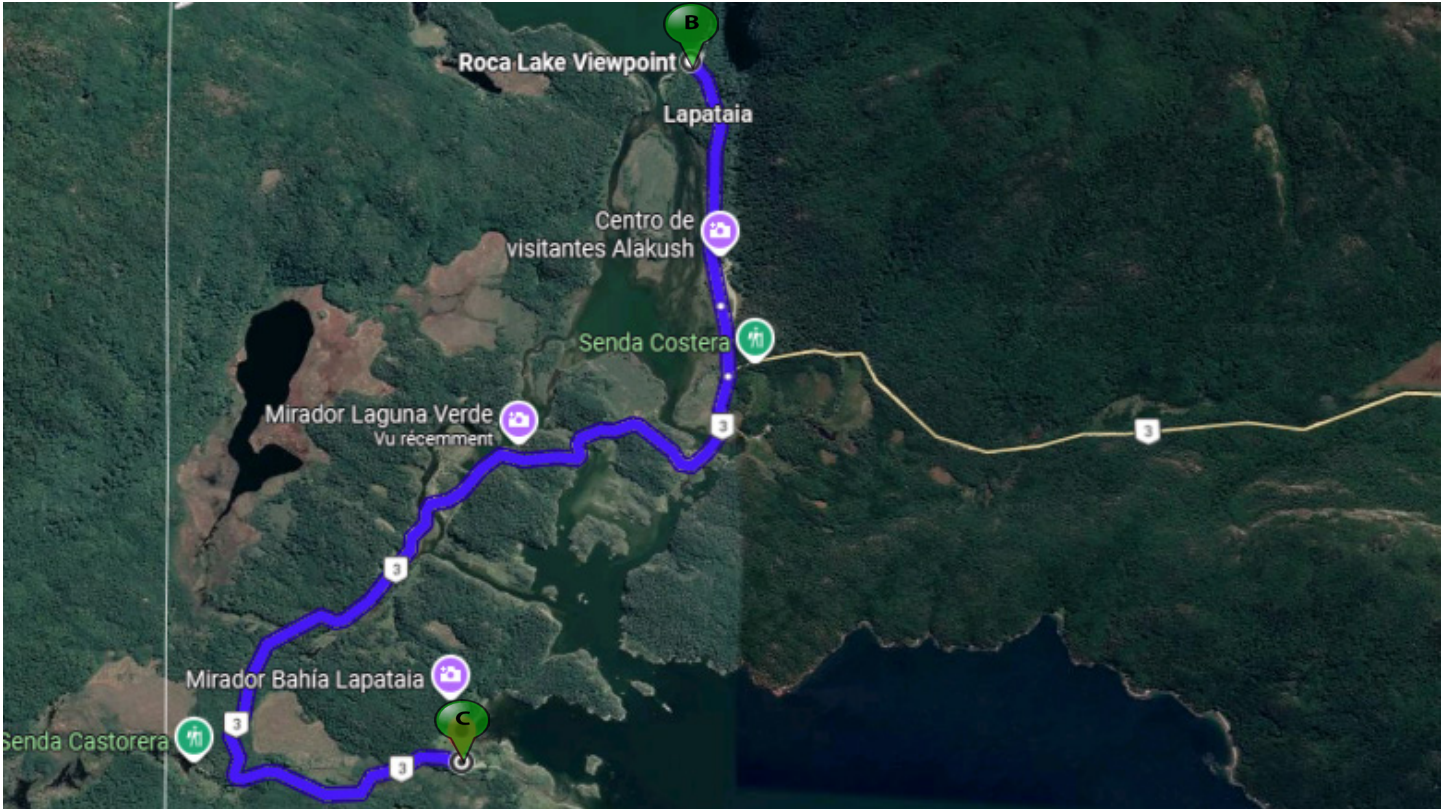 B
Roca Lake Viewpoint
Lapataia
Centro de
visitantes Alakush
Senda Costera
Mirador Laguna Verde
Vu récemment
3
3
3
Mirador Bahía Lapataia
C
3
Senda Castorera
3